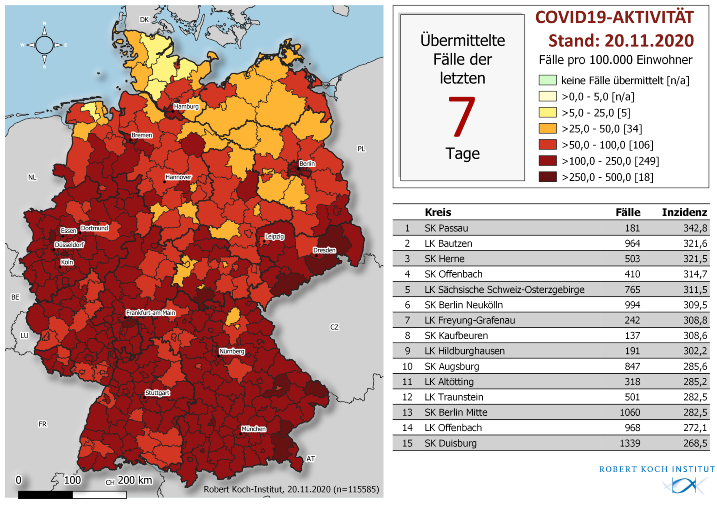 DK
PL
NL
BE
LU
FR
CZ
CH
AT
Hamburg
Bremen
Berlin
Hannover
Essen
Dortmund
Düsseldorf
Köln
Leipzig
Dresden
Frankfurt am Main
Nürnberg
Stuttgart
München
0 100 200 km
Robert Koch-Institut, 20.11.2020 (n=115585)
Übermittelte
Fälle der
letzten
7
Tage
COVID19-AKTIVITÄT
Stand: 20.11.2020
Fälle pro 100.000 Einwohner
keine Fälle übermittelt [n/a]
>0,0 - 5,0 [n/a]
>5,0 - 25,0 [5]
>25,0 - 50,0 [34]
>50,0 - 100,0 [106]
>100,0 - 250,0 [249]
>250,0 - 500,0 [18]
Kreis Fälle Inzidenz
1 SK Passau 181 342,8
2 LK Bautzen 964 321,6
3 SK Herne 503 321,5
4 SK Offenbach 410 314,7
5 LK Sächsische Schweiz-Osterzgebirge 765 311,5
6 SK Berlin Neukölln 994 309,5
7 LK Freyung-Grafenau 242 308,8
8 SK Kaufbeuren 137 308,6
9 LK Hildburghausen 191 302,2
10 SK Augsburg 847 285,6
11 LK Altötting 318 285,2
12 LK Traunstein 501 282,5
13 SK Berlin Mitte 1060 282,5
14 LK Offenbach 968 272,1
15 SK Duisburg 1339 268,5
ROBERT KOCH INSTITUT